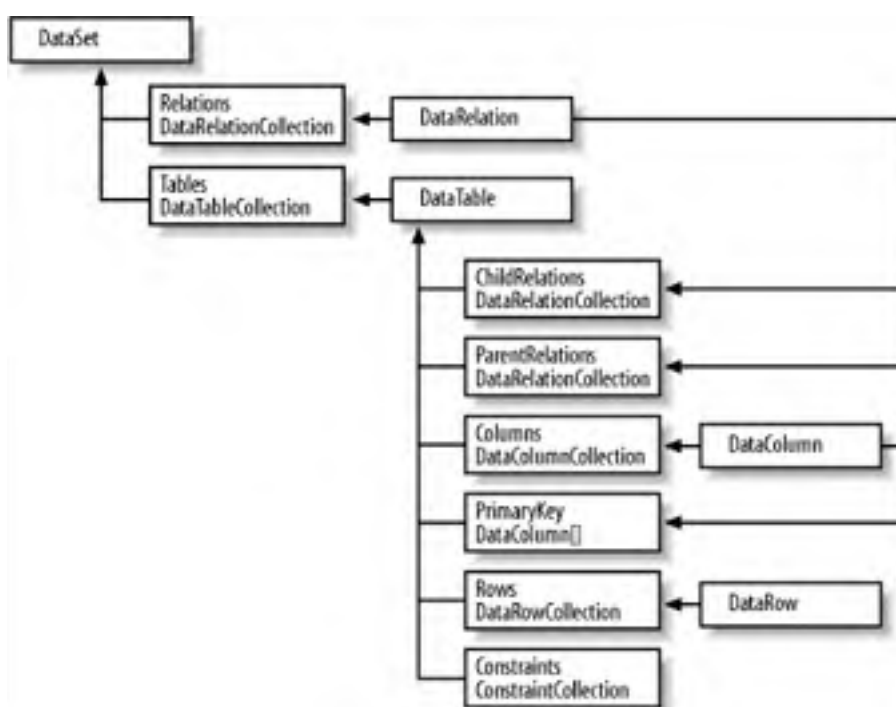 DataSet
Relations
DataRelationCollection
DataRelation
Tables
DataTableCollection
DataTable
ChildRelations
DataRelationCollection
ParentRelations
DataRelationCollection
Columns
DataColumnCollection
DataColumn
PrimaryKey
DataColumn[]
Rows
DataRowCollection
DataRow
Constraints
ConstraintCollection